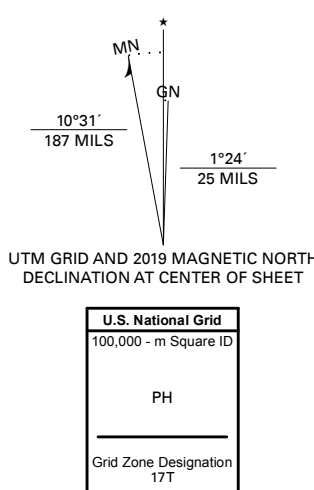 ★
MN
GN
10°31´
187 MILS
1°24´
25 MILS
UTM GRID AND 2019 MAGNETIC NORTH
DECLINATION AT CENTER OF SHEET
U.S. National Grid
100,000 - m Square ID
PH
Grid Zone Designation
17T